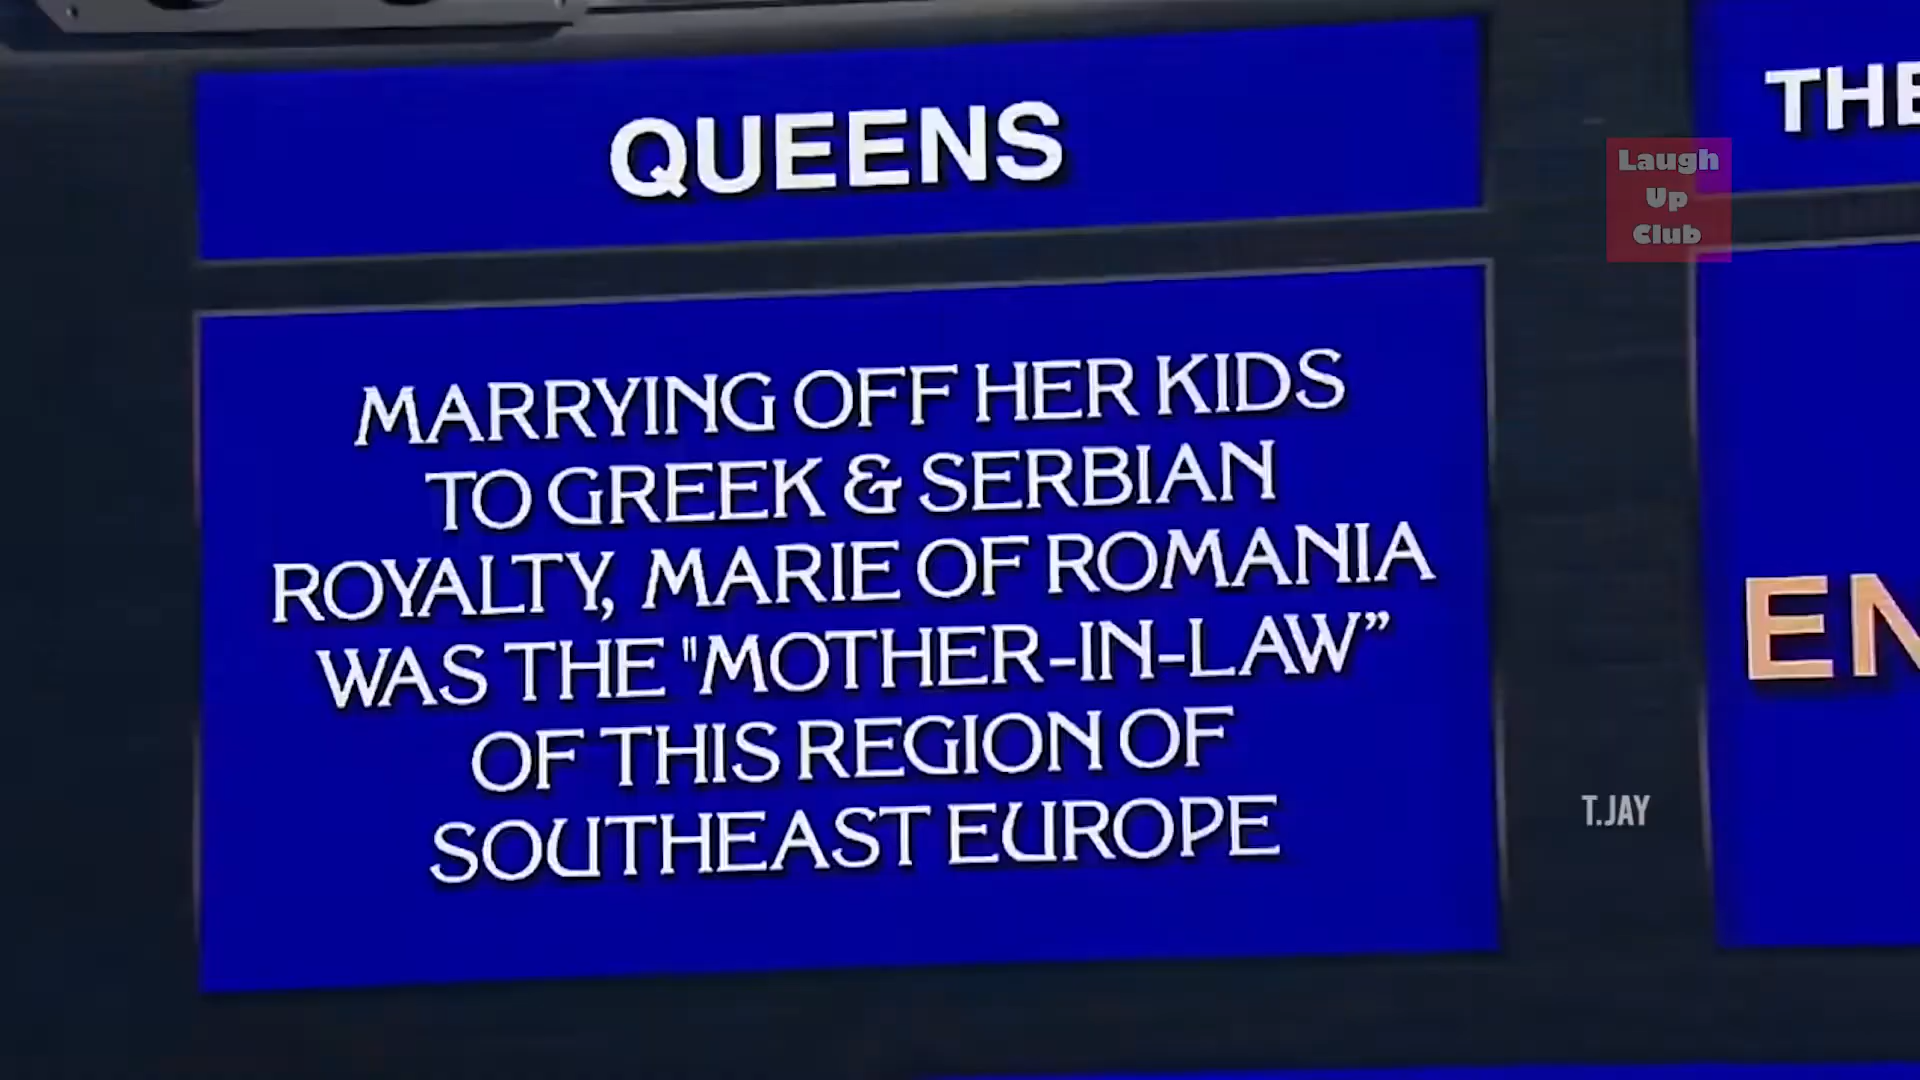 QUEENS
MARRYING OFF HER KIDS
TO GREEK & SERBIAN
ROYALTY, MARIE OF ROMANIA
WAS THE "MOTHER-IN-LAW”
OF THIS REGION OF
SOUTHEAST EUROPE
THE
EN
Laugh
Up
Club
T.JAY